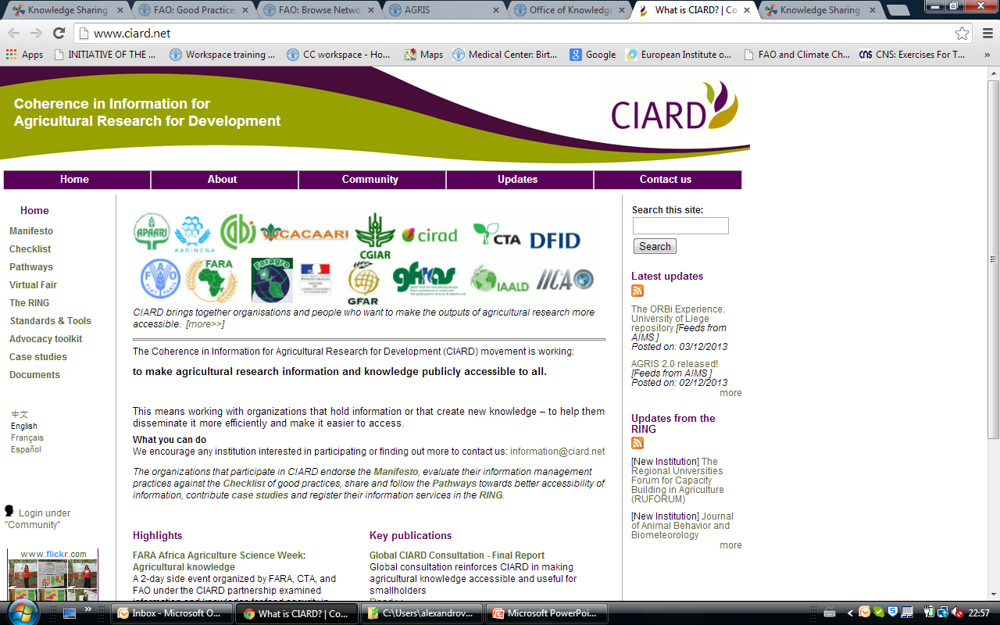 Knowledge Sharing
FAO: Good Practice
FAO: Browse Netwo
AGRIS
Office of Knowledge
What is CIARD? | Co
Knowledge Sharing
www.ciard.net
Apps
INITIATIVE OF THE ...
Workspace training ...
CC workspace - Ho...
Maps
Medical Center: Birt...
Google
European Institute o...
FAO and Climate Ch...
CNS: Exercises For T...
»
Coherence in Information for
Agricultural Research for Development
CIARD
Home
About
Community
Updates
Contact us
Home
Manifesto
Checklist
Pathways
Virtual Fair
The RING
Standards & Tools
Advocacy toolkit
Case studies
Documents
中文
English
Français
Español
Login under
"Community"
www.flickr.com
APAARI
AARINENA
cabi
CACAARI
CGIAR
cirad
CTA
DFID
FAO
FARA
Foragro
GFAR
gfras
IAALD
IICA
CIARD brings together organisations and people who want to make the outputs of agricultural research more
accessible. [more>>]
The Coherence in Information for Agricultural Research for Development (CIARD) movement is working:
to make agricultural research information and knowledge publicly accessible to all.
This means working with organizations that hold information or that create new knowledge – to help them
disseminate it more efficiently and make it easier to access.
What you can do
We encourage any institution interested in participating or finding out more to contact us: information@ciard.net
The organizations that participate in CIARD endorse the Manifesto, evaluate their information management
practices against the Checklist of good practices, share and follow the Pathways towards better accessibility of
information, contribute case studies and register their information services in the RING.
Highlights
FARA Africa Agriculture Science Week:
Agricultural knowledge
A 2-day side event organized by FARA, CTA, and
FAO under the CIARD partnership examined
information and knowledge for food security in
Key publications
Global CIARD Consultation - Final Report
Global consultation reinforces CIARD in making
agricultural knowledge accessible and useful for
smallholders
Search this site:
Search
Latest updates
The ORBi Experience:
University of Liege
repository [Feeds from
AIMS ]
Posted on: 03/12/2013
AGRIS 2.0 released!
[Feeds from AIMS ]
Posted on: 02/12/2013
more
Updates from the
RING
[New Institution] The
Regional Universities
Forum for Capacity
Building in Agriculture
(RUFORUM)
[New Institution] Journal
of Animal Behavior and
Biometeorology
more
»
Inbox - Microsoft O...
What is CIARD? | Co...
C:\Users\alexandrov...
Microsoft PowerPoi...
22:57